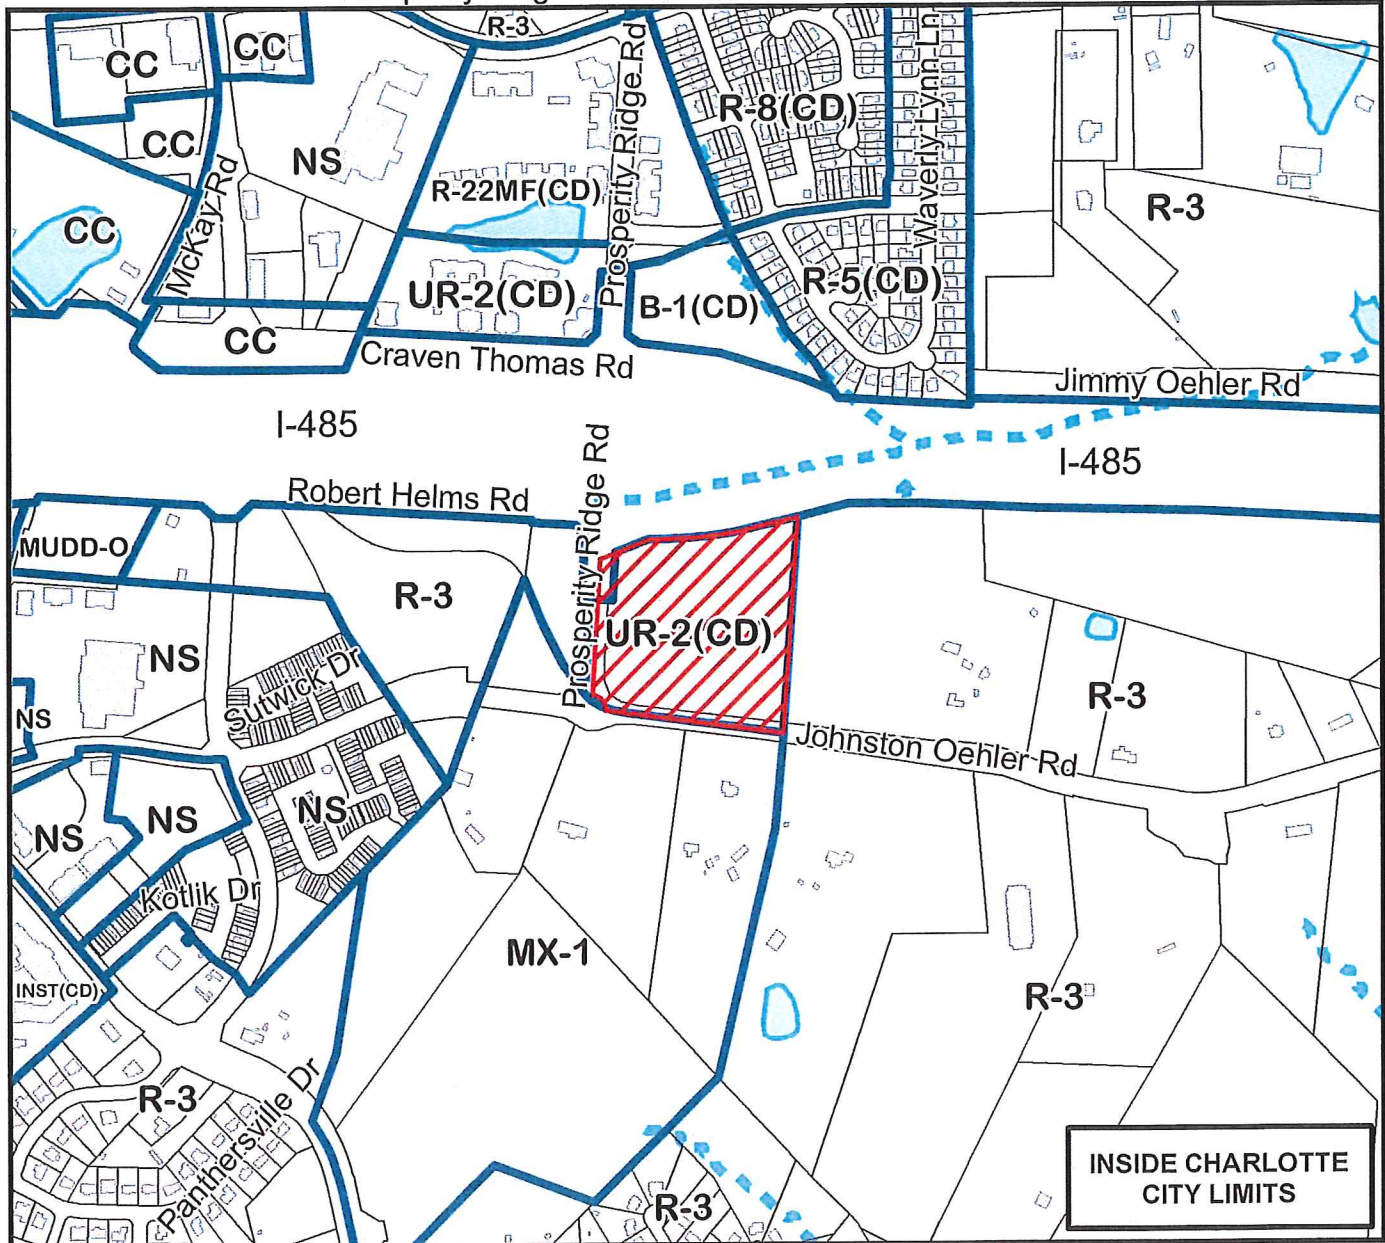 R-3
CC
CC
R-8(CD)
Prosperity Ridge Rd
Waverly Lynn Ln
CC
NS
R-22MF(CD)
R-3
McKay Rd
CC
R-5(CD)
UR-2(CD)
B-1(CD)
CC
Craven Thomas Rd
Jimmy Oehler Rd
I-485
I-485
Prosperity Ridge Rd
Robert Helms Rd
MUDD-O
R-3
UR-2(CD)
NS
Sutwick Dr
R-3
NS
Johnston Oehler Rd
NS
NS
NS
Kotlik Dr
MX-1
INST(CD)
R-3
R-3
Panthersville Dr
R-3
INSIDE CHARLOTTE
CITY LIMITS